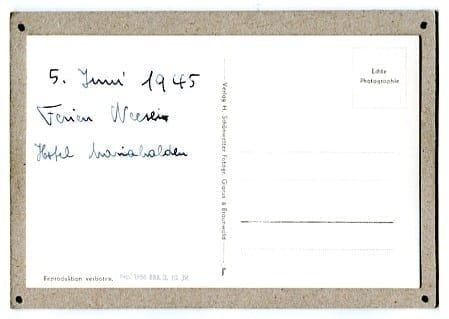 5. Juni 1945
Ferien Weesen
Hotel Mariahalden
Verlag H. Schönwetter Fotogr. Glarus & Braunwald
Echte
Photographie
Reproduktion verboten.